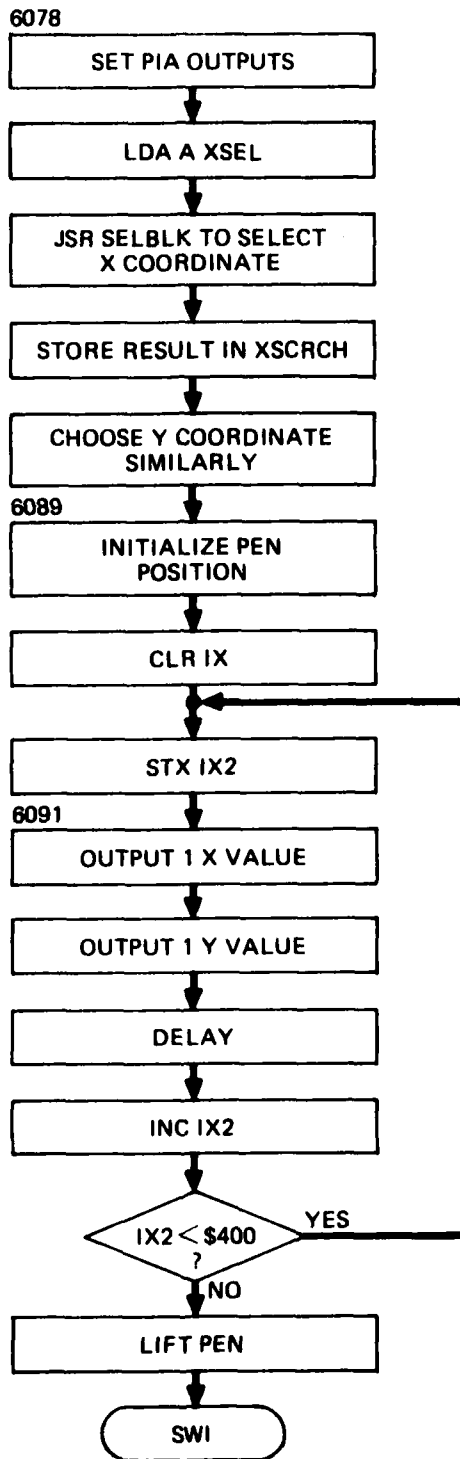 6078
SET PIA OUTPUTS
LDA A XSEL
JSR SELBLK TO SELECT
X COORDINATE
STORE RESULT IN XSCRCH
CHOOSE Y COORDINATE
SIMILARLY
6089
INITIALIZE PEN
POSITION
CLR IX
STX IX2
6091
OUTPUT 1 X VALUE
OUTPUT 1 Y VALUE
DELAY
INC IX2
IX2 < $400
?
YES
NO
LIFT PEN
SWI